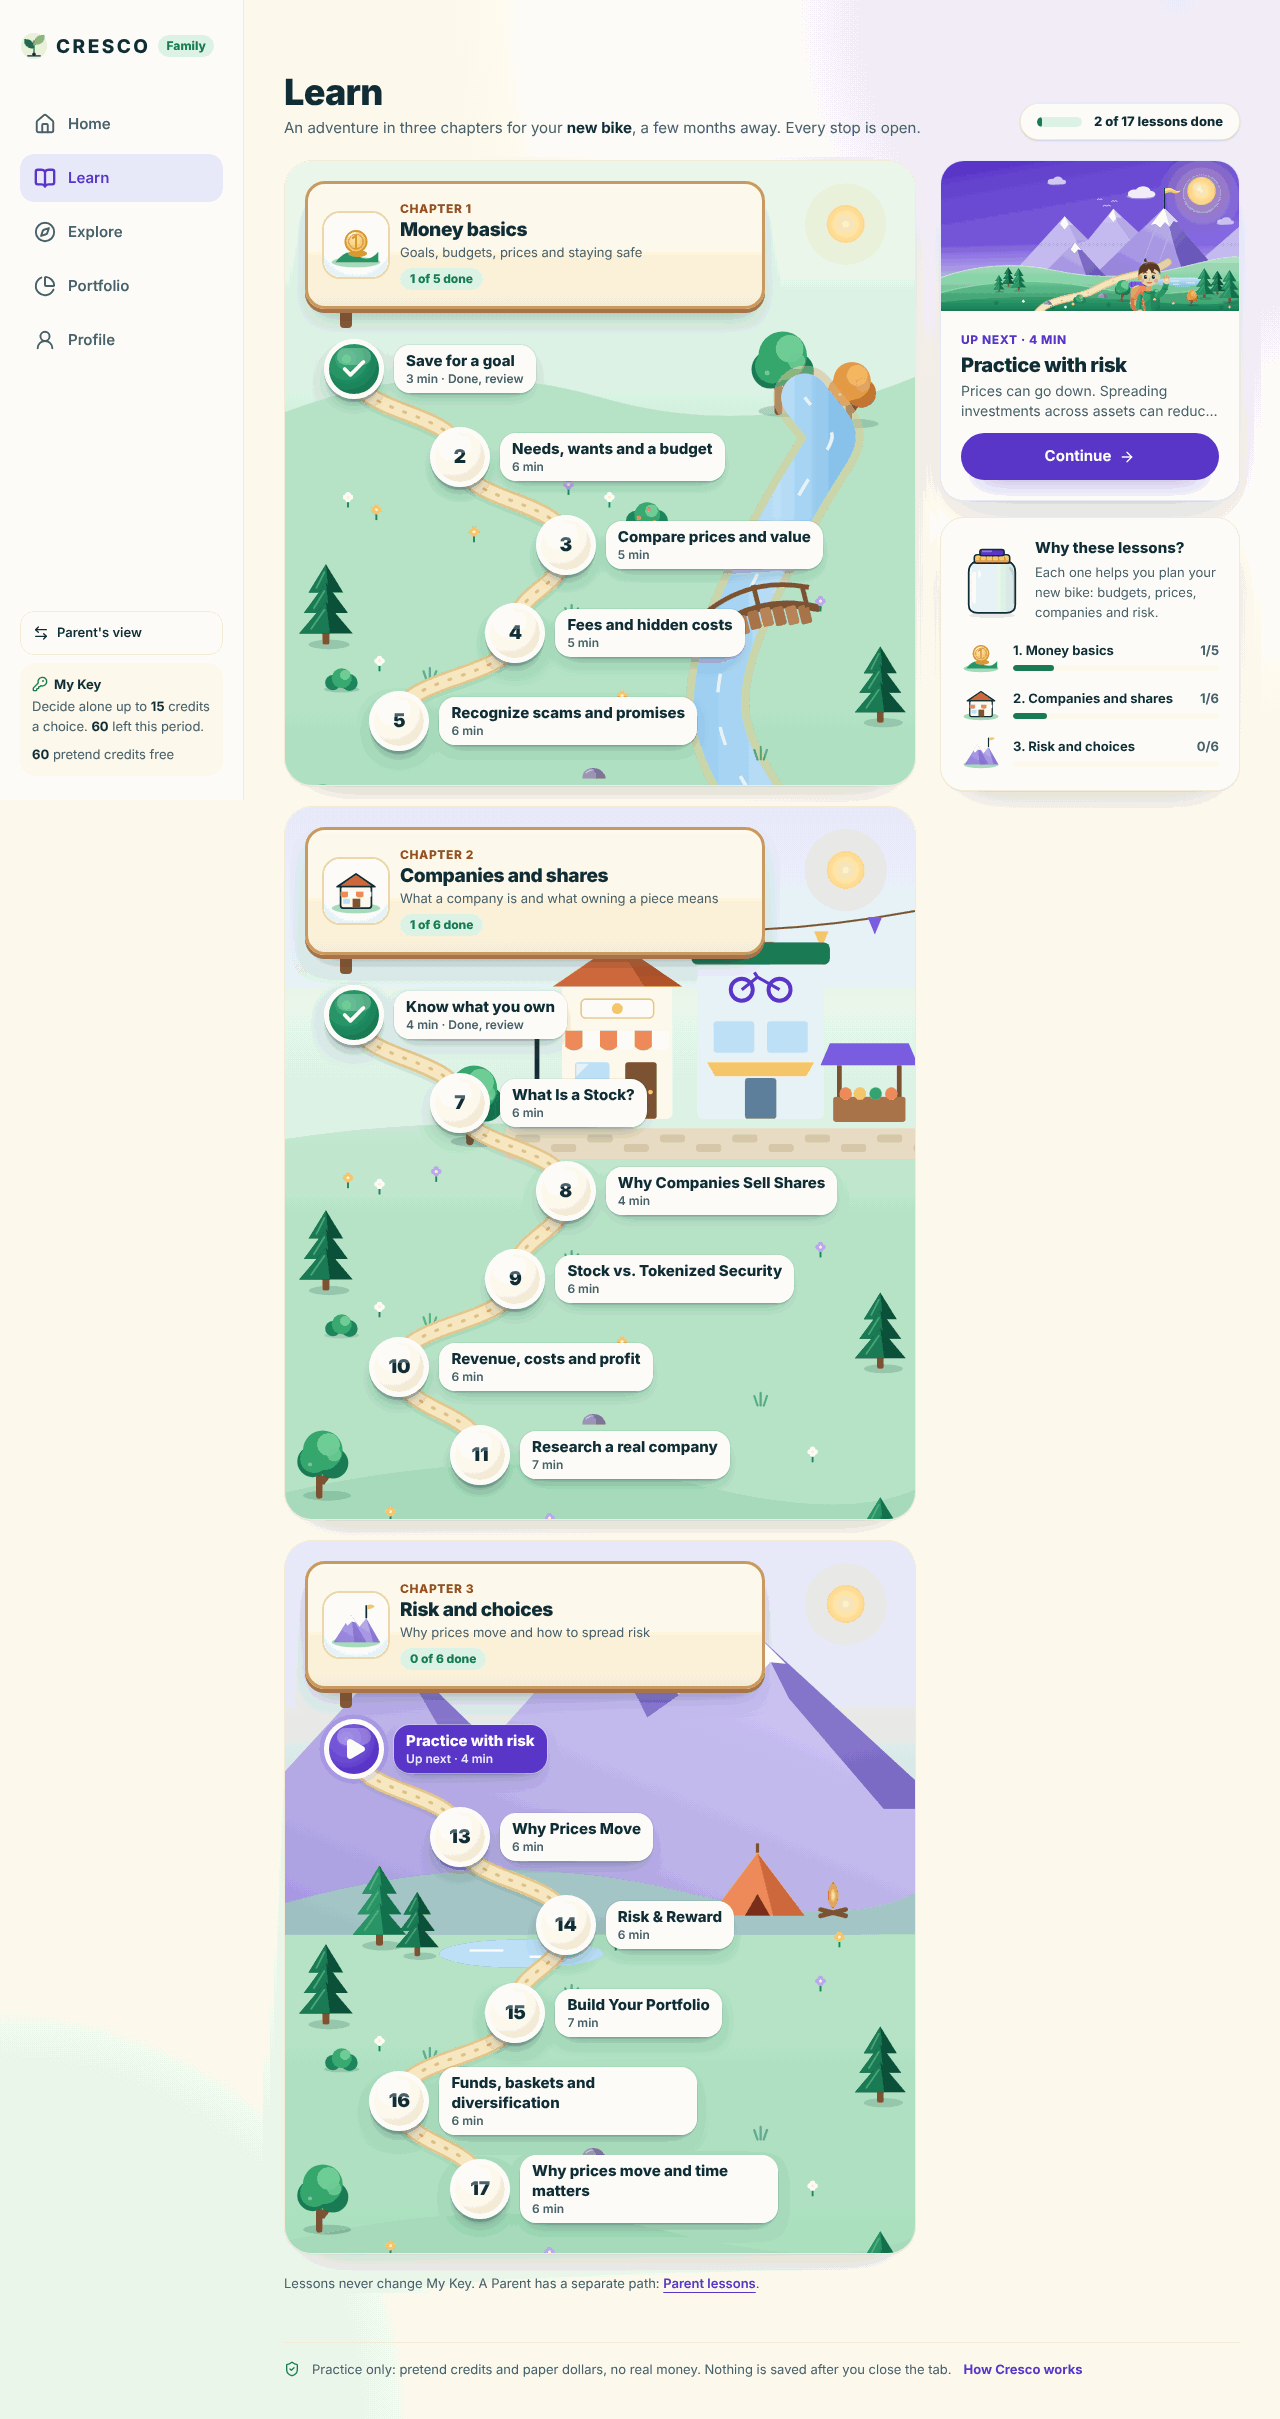 CRESCO Family
Home
Learn
Explore
Portfolio
Profile
Parent's view
My Key
Decide alone up to 15 credits
a choice. 60 left this period.
60 pretend credits free
Learn
An adventure in three chapters for your new bike, a few months away. Every stop is open.
2 of 17 lessons done
CHAPTER 1
Money basics
Goals, budgets, prices and staying safe
1 of 5 done
Save for a goal
3 min · Done, review
2
Needs, wants and a budget
6 min
3
Compare prices and value
5 min
4
Fees and hidden costs
5 min
5
Recognize scams and promises
6 min
UP NEXT · 4 MIN
Practice with risk
Prices can go down. Spreading
investments across assets can reduc...
Continue
Why these lessons?
Each one helps you plan your
new bike: budgets, prices,
companies and risk.
1. Money basics 1/5
2. Companies and shares 1/6
3. Risk and choices 0/6
CHAPTER 2
Companies and shares
What a company is and what owning a piece means
1 of 6 done
Know what you own
4 min · Done, review
7
What Is a Stock?
6 min
8
Why Companies Sell Shares
4 min
9
Stock vs. Tokenized Security
6 min
10
Revenue, costs and profit
6 min
11
Research a real company
7 min
CHAPTER 3
Risk and choices
Why prices move and how to spread risk
0 of 6 done
Practice with risk
Up next · 4 min
13
Why Prices Move
6 min
14
Risk & Reward
6 min
15
Build Your Portfolio
7 min
16
Funds, baskets and
diversification
6 min
17
Why prices move and time
matters
6 min
Lessons never change My Key. A Parent has a separate path: Parent lessons.
Practice only: pretend credits and paper dollars, no real money. Nothing is saved after you close the tab. How Cresco works